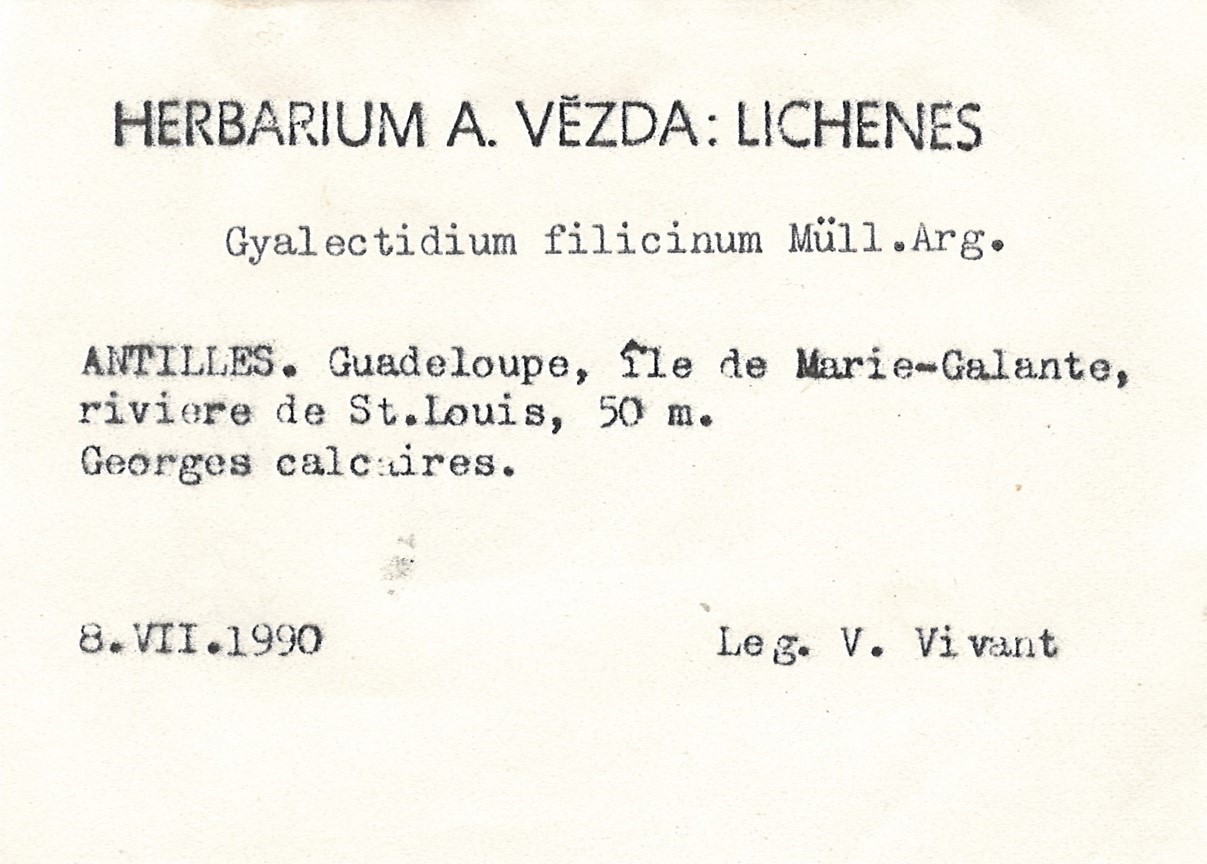 HERBARIUM A. VĚZDA: LICHENES
Gyalectidium filicinum Müll.Arg.
ANTILLES. Guadeloupe, Île de Marie-Galante,
riviere de St.Louis, 50 m.
Georges calcaires.
8.VII.1990
Leg. V. Vivant